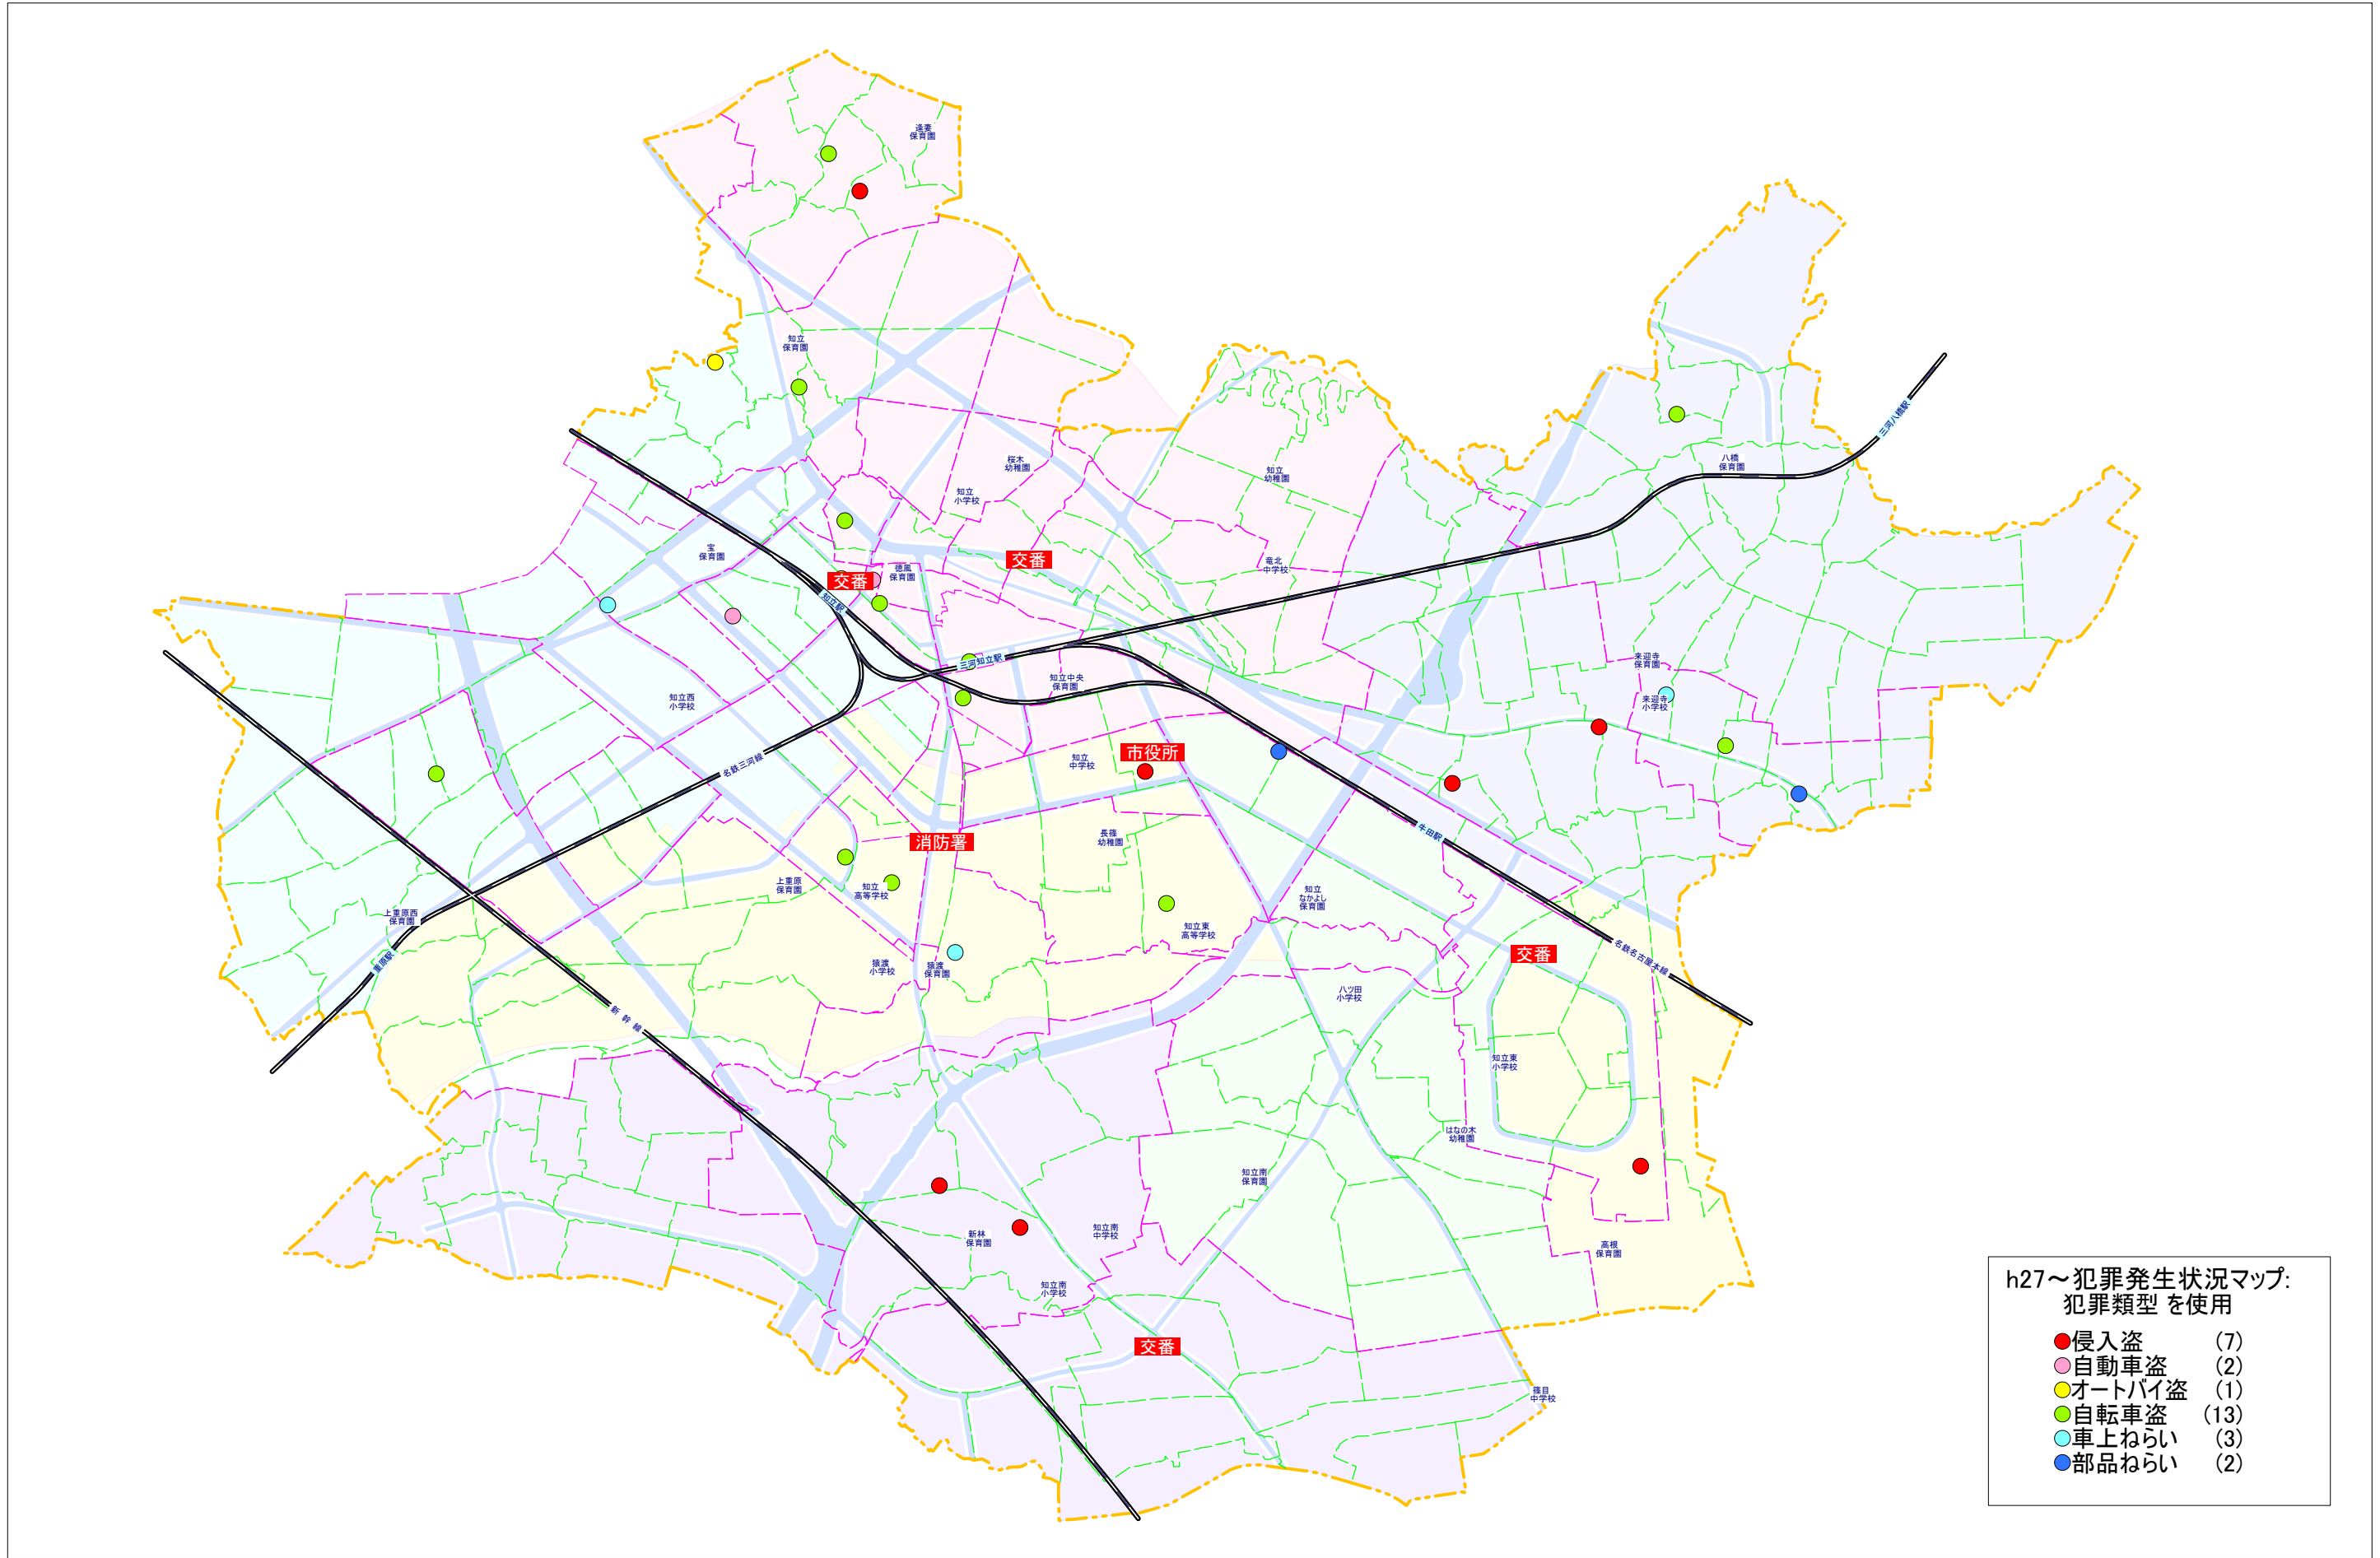 逢妻
保育園
知立
保育園
桜木
幼稚園
知立
小学校
知立
幼稚園
八橋
保育園
三河八橋駅
宝
保育園
交番
交番
徳風
保育園
竜北
中学校
知立駅
三河知立駅
知立中央
保育園
来迎寺
保育園
来迎寺
小学校
知立西
小学校
名鉄三河線
知立
中学校
市役所
長篠
幼稚園
消防署
牛田駅
上重原
保育園
知立
高等学校
知立
なかよし
保育園
上重原西
保育園
重原駅
知立東
高等学校
交番
名鉄名古屋本線
猿渡
小学校
猿渡
保育園
八ツ田
小学校
新幹線
知立東
小学校
はなの木
幼稚園
知立南
保育園
新林
保育園
知立南
中学校
高根
保育園
知立南
小学校
交番
篠目
中学校
h27～犯罪発生状況マップ:
犯罪類型 を使用
侵入盗 (7)
自動車盗 (2)
オートバイ盗 (1)
自転車盗 (13)
車上ねらい (3)
部品ねらい (2)